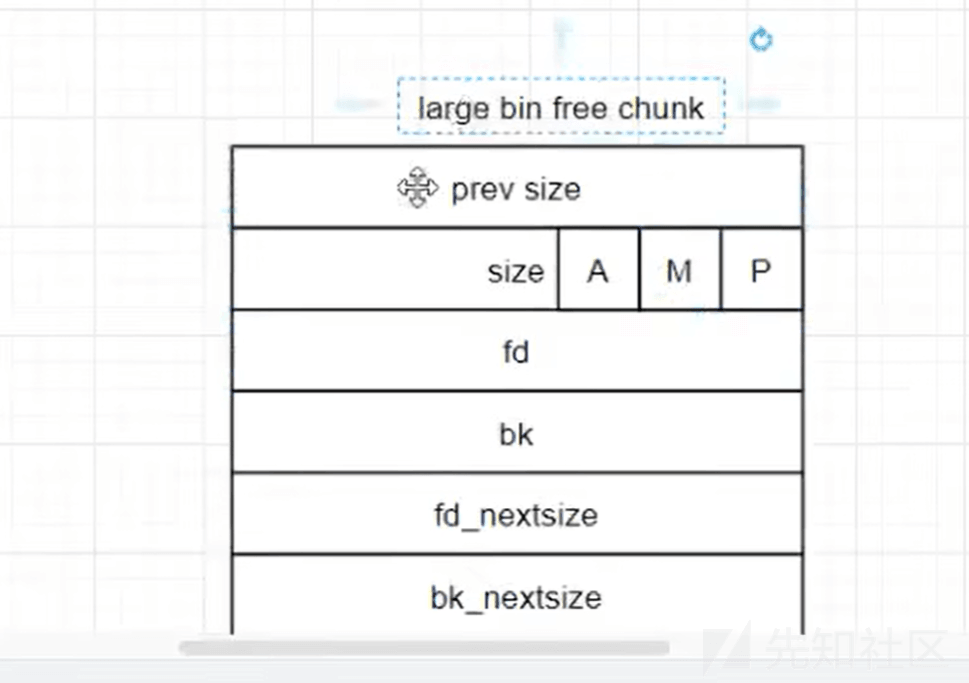 large bin free chunk
prev size
size A M P
fd
bk
fd_nextsize
bk_nextsize
先知社区